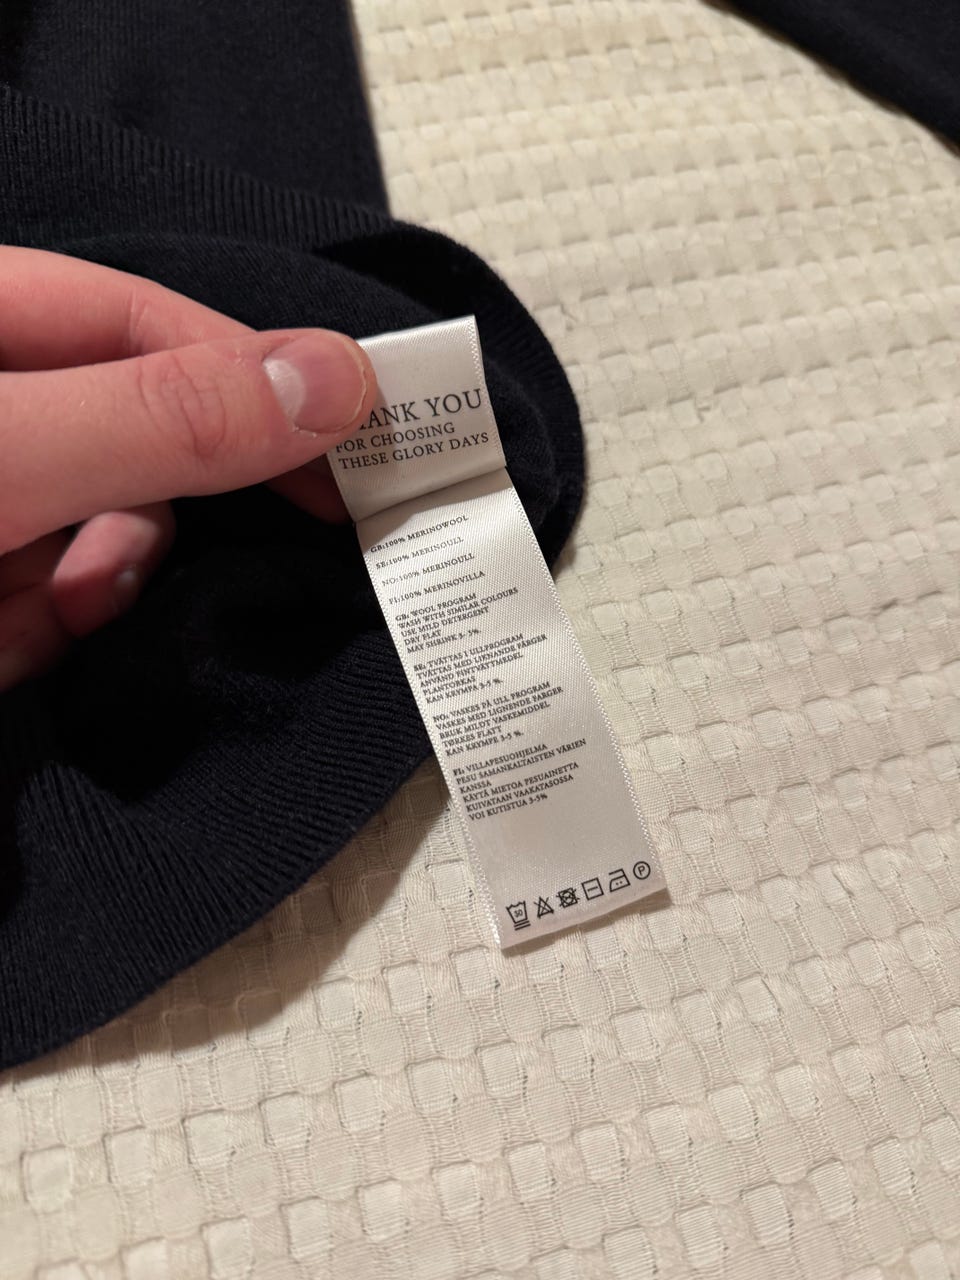 ANK YOU
FOR CHOOSING
THESE GLORY DAYS
GB:100% MERINOWOOL
SE:100% MERINOULL
NO:100% MERINOULL
FI:100% MERINOVILLA
GB: WOOL PROGRAM
WASH WITH SIMILAR COLOURS
USE MILD DETERGENT
DRY FLAT
MAY SHRINK 3- 5%.
SE: TVÄTTAS I ULLPROGRAM
TVÄTTAS MED LIKNANDE FÄRGER
ANVÄND FINTVÄTTMEDEL
PLANTORKAS
KAN KRYMPA 3-5 %.
NO: VASKES PÅ ULL PROGRAM
VASKES MED LIGNENDE FARGER
BRUK MILDT VASKEMIDDEL
TØRKES FLATT
KAN KRYMPE 3-5 %.
FI: VILLAPESUOHJELMA
PESU SAMANKALTAISTEN VÄRIEN
KANSSA
KÄYTÄ MIETOA PESUAINETTA
KUIVATAAN VAAKATASOSSA
VOI KUTISTUA 3-5%
30 P